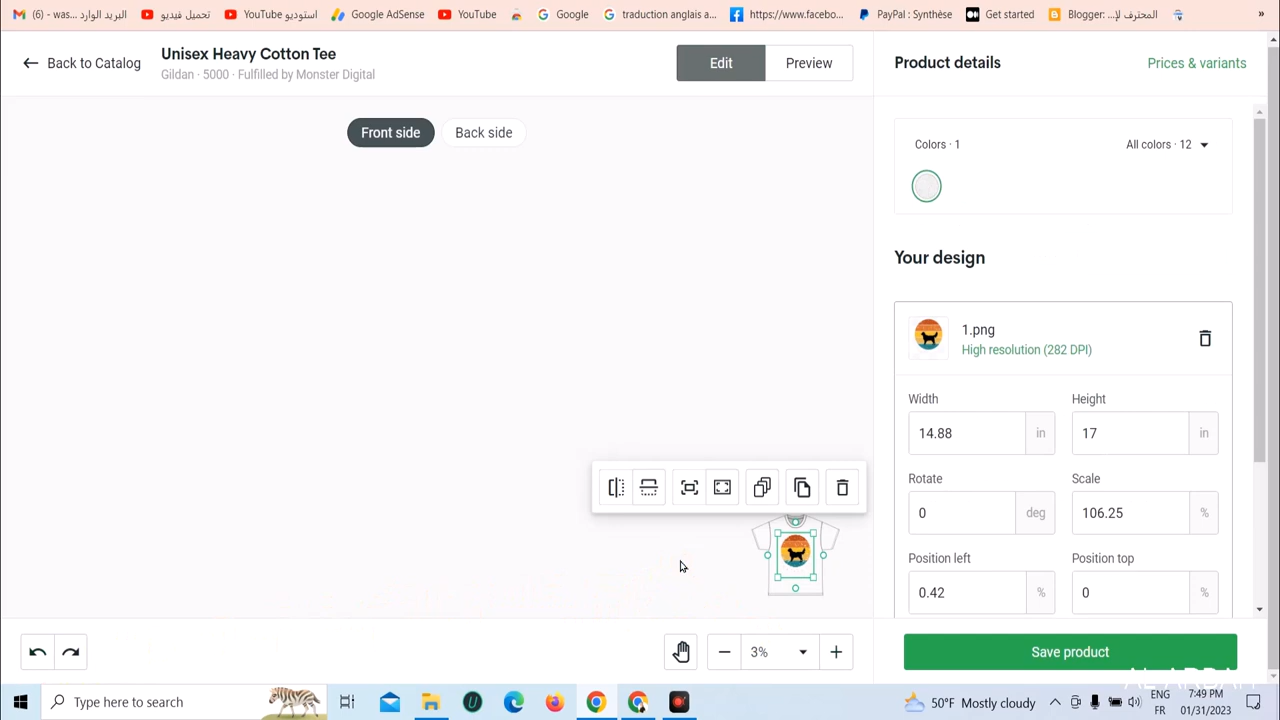 (6) - was... البريد الوارد
YouTube تحميل فيديو
YouTube استوديو
Google AdSense
YouTube
Google
traduction anglais a...
https://www.facebo...
PayPal : Synthèse
Get started
Blogger: المحترف لإ...
»
Back to Catalog
Unisex Heavy Cotton Tee
Gildan · 5000 · Fulfilled by Monster Digital
Edit
Preview
Product details
Prices & variants
Front side
Back side
Colors · 1
All colors · 12
Your design
1.png
High resolution (282 DPI)
Width
Height
14.88
in
17
in
Rotate
Scale
0
deg
106.25
%
Position left
Position top
0.42
%
0
%
3%
Save product
AL ARBAH
Type here to search
50°F Mostly cloudy
ENG
FR
7:49 PM
01/31/2023